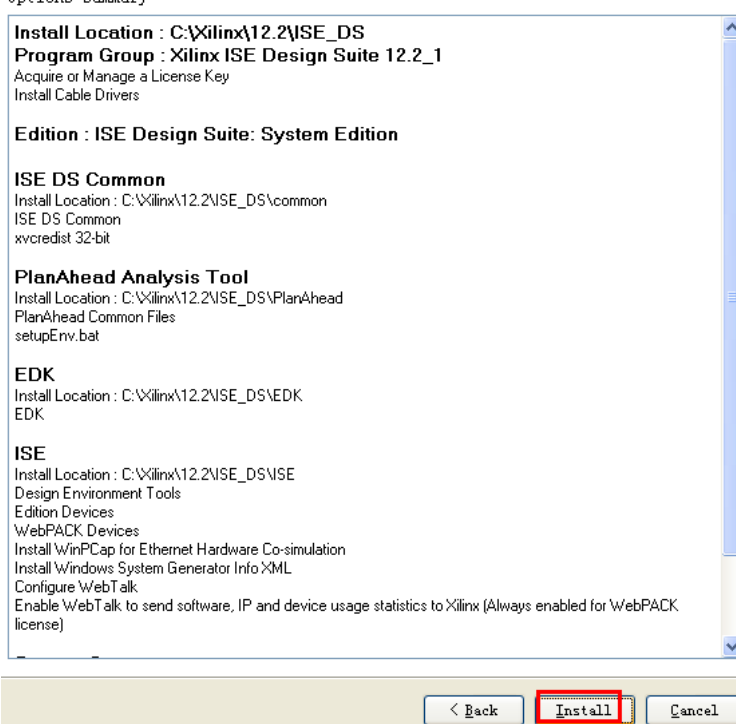 Install Location : C:\Xilinx\12.2\ISE_DS
Program Group : Xilinx ISE Design Suite 12.2_1
Acquire or Manage a License Key
Install Cable Drivers
Edition : ISE Design Suite: System Edition
ISE DS Common
Install Location : C:\Xilinx\12.2\ISE_DS\common
ISE DS Common
xvcredist 32-bit
PlanAhead Analysis Tool
Install Location : C:\Xilinx\12.2\ISE_DS\PlanAhead
PlanAhead Common Files
setupEnv.bat
EDK
Install Location : C:\Xilinx\12.2\ISE_DS\EDK
EDK
ISE
Install Location : C:\Xilinx\12.2\ISE_DS\ISE
Design Environment Tools
Edition Devices
WebPACK Devices
Install WinPCap for Ethernet Hardware Co-simulation
Install Windows System Generator Info XML
Configure WebTalk
Enable WebTalk to send software, IP and device usage statistics to Xilinx (Always enabled for WebPACK
license)
< Back Install Cancel